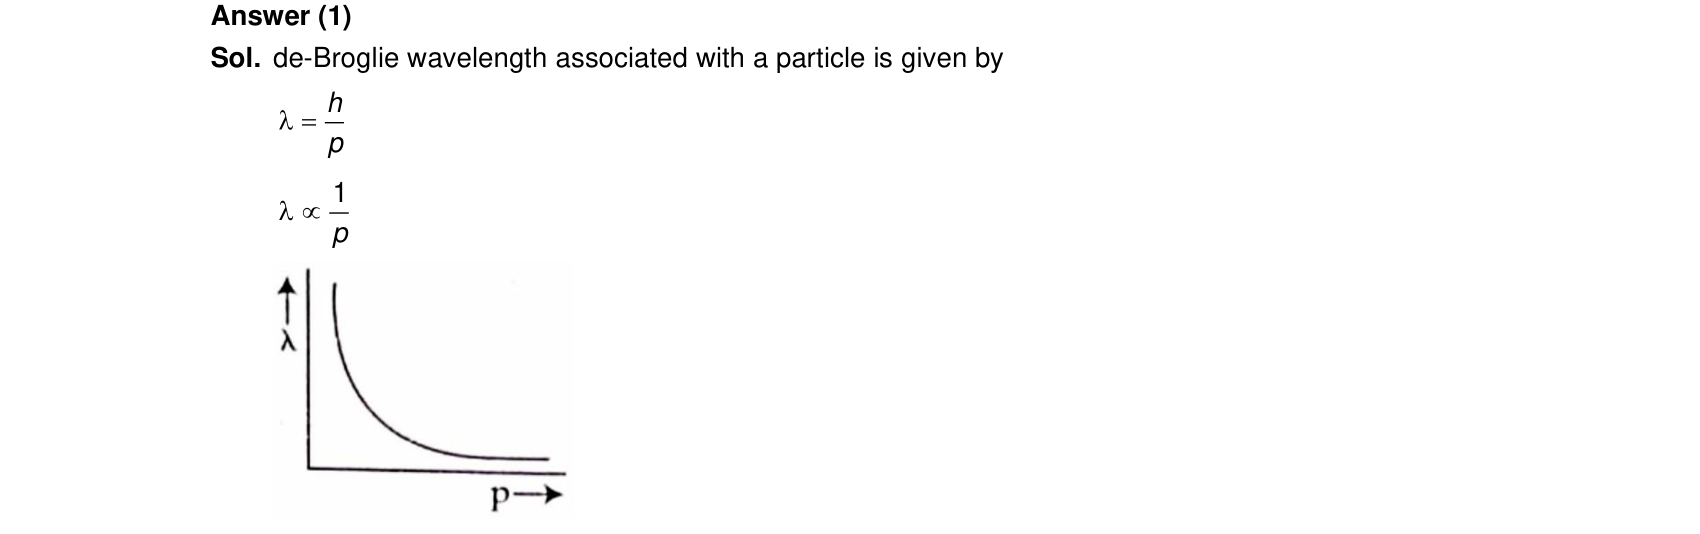 Answer (1)
Sol. de-Broglie wavelength associated with a particle is given by
λ = h/p
λ ∝ 1/p
λ
p